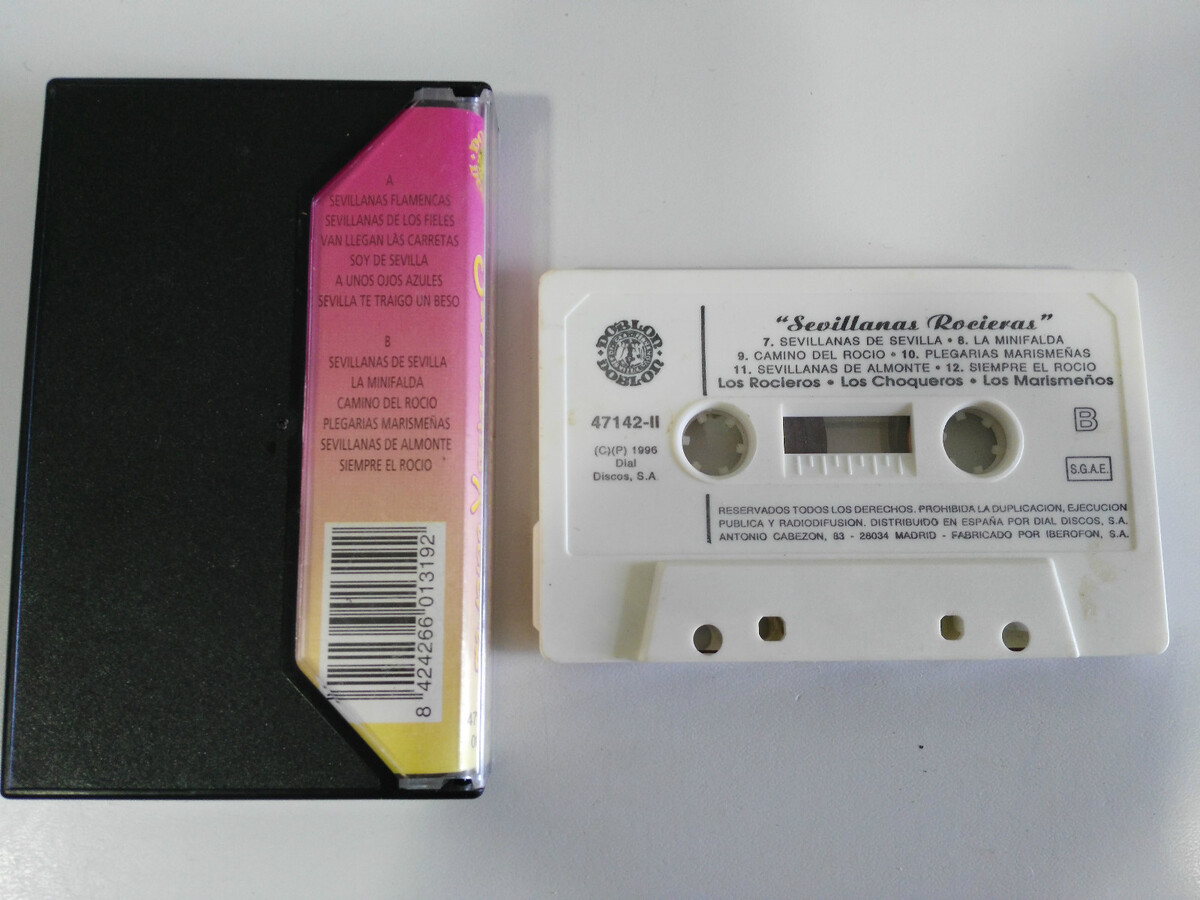 A
SEVILLANAS FLAMENCAS
SEVILLANAS DE LOS FIELES
VAN LLEGAN LAS CARRETAS
SOY DE SEVILLA
A UNOS OJOS AZULES
SEVILLA TE TRAIGO UN BESO
B
SEVILLANAS DE SEVILLA
LA MINIFALDA
CAMINO DEL ROCIO
PLEGARIAS MARISMEÑAS
SEVILLANAS DE ALMONTE
SIEMPRE EL ROCIO
8 424266 013192
47
0
DOBLON
DOBLON
"Sevillanas Rocieras"
7. SEVILLANAS DE SEVILLA • 8. LA MINIFALDA
9. CAMINO DEL ROCIO • 10. PLEGARIAS MARISMEÑAS
11. SEVILLANAS DE ALMONTE • 12. SIEMPRE EL ROCIO
Los Rocieros • Los Choqueros • Los Marismeños
47142-II
B
(C)(P) 1996
Dial
Discos, S.A
S.G.A.E.
RESERVADOS TODOS LOS DERECHOS. PROHIBIDA LA DUPLICACION, EJECUCION
PUBLICA Y RADIODIFUSION. DISTRIBUIDO EN ESPAÑA POR DIAL DISCOS, S.A.
ANTONIO CABEZON, 83 - 28034 MADRID - FABRICADO POR IBEROFON, S.A.